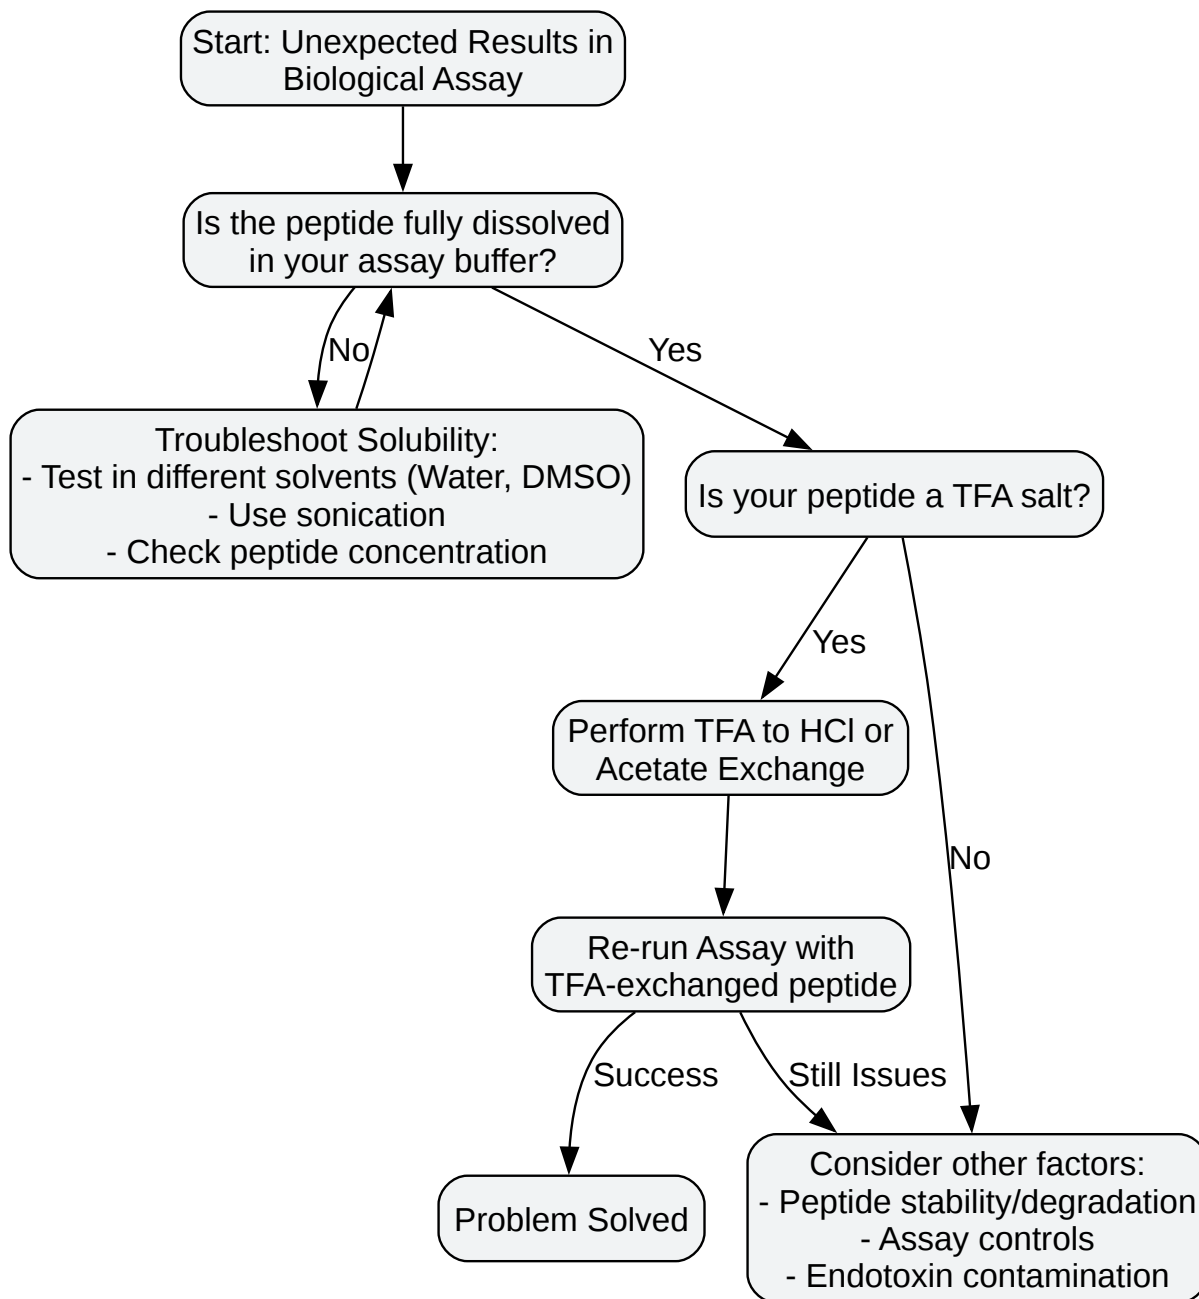 Start: Unexpected Results in
Biological Assay
Is the peptide fully dissolved
in your assay buffer?
No
Yes
Troubleshoot Solubility:
- Test in different solvents (Water, DMSO)
- Use sonication
- Check peptide concentration
Is your peptide a TFA salt?
Yes
Perform TFA to HCl or
Acetate Exchange
No
Re-run Assay with
TFA-exchanged peptide
Success
Still Issues
Problem Solved
Consider other factors:
- Peptide stability/degradation
- Assay controls
- Endotoxin contamination